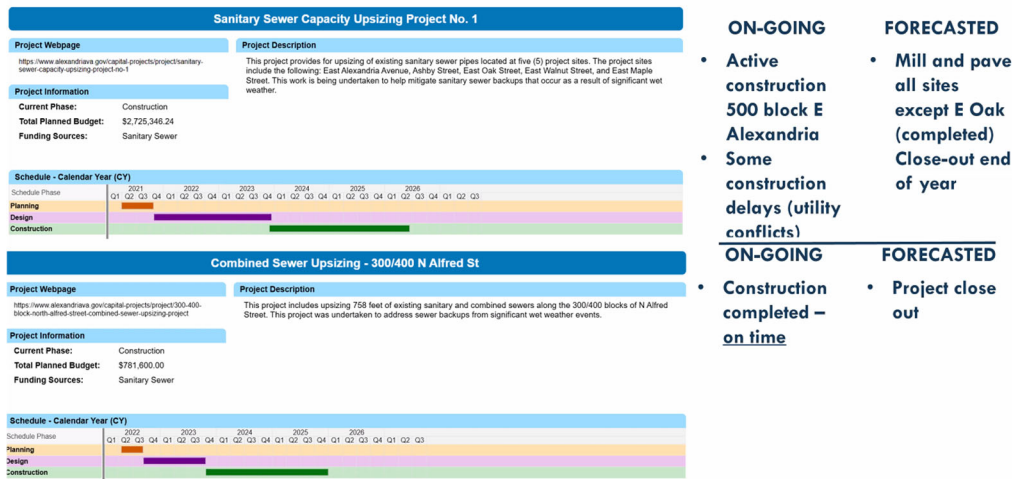 Sanitary Sewer Capacity Upsizing Project No. 1
Project Webpage
https://www.alexandriava.gov/capital-projects/project/sanitary-
sewer-capacity-upsizing-project-no-1
Project Information
Current Phase: Construction
Total Planned Budget: $2,725,346.24
Funding Sources: Sanitary Sewer
Project Description
This project provides for upsizing of existing sanitary sewer pipes located at five (5) project sites. The project sites
include the following: East Alexandria Avenue, Ashby Street, East Oak Street, East Walnut Street, and East Maple
Street. This work is being undertaken to help mitigate sanitary sewer backups that occur as a result of significant wet
weather.
Schedule - Calendar Year (CY)
Schedule Phase
2021 2022 2023 2024 2025 2026
Q1 Q2 Q3 Q4 Q1 Q2 Q3 Q4 Q1 Q2 Q3 Q4 Q1 Q2 Q3 Q4 Q1 Q2 Q3 Q4 Q1 Q2 Q3
Planning
Design
Construction
ON-GOING
• Active
construction
500 block E
Alexandria
• Some
construction
delays (utility
conflicts)
FORECASTED
• Mill and pave
all sites
except E Oak
(completed)
Close-out end
of year
Combined Sewer Upsizing - 300/400 N Alfred St
Project Webpage
https://www.alexandriava.gov/capital-projects/project/300-400-
block-north-alfred-street-combined-sewer-upsizing-project
Project Information
Current Phase: Construction
Total Planned Budget: $781,600.00
Funding Sources: Sanitary Sewer
Project Description
This project includes upsizing 758 feet of existing sanitary and combined sewers along the 300/400 blocks of N Alfred
Street. This project was undertaken to address sewer backups from significant wet weather events.
Schedule - Calendar Year (CY)
Schedule Phase
2022 2023 2024 2025 2026
Q1 Q2 Q3 Q4 Q1 Q2 Q3 Q4 Q1 Q2 Q3 Q4 Q1 Q2 Q3 Q4 Q1 Q2 Q3
Planning
Design
Construction
ON-GOING
• Construction
completed –
on time
FORECASTED
• Project close
out